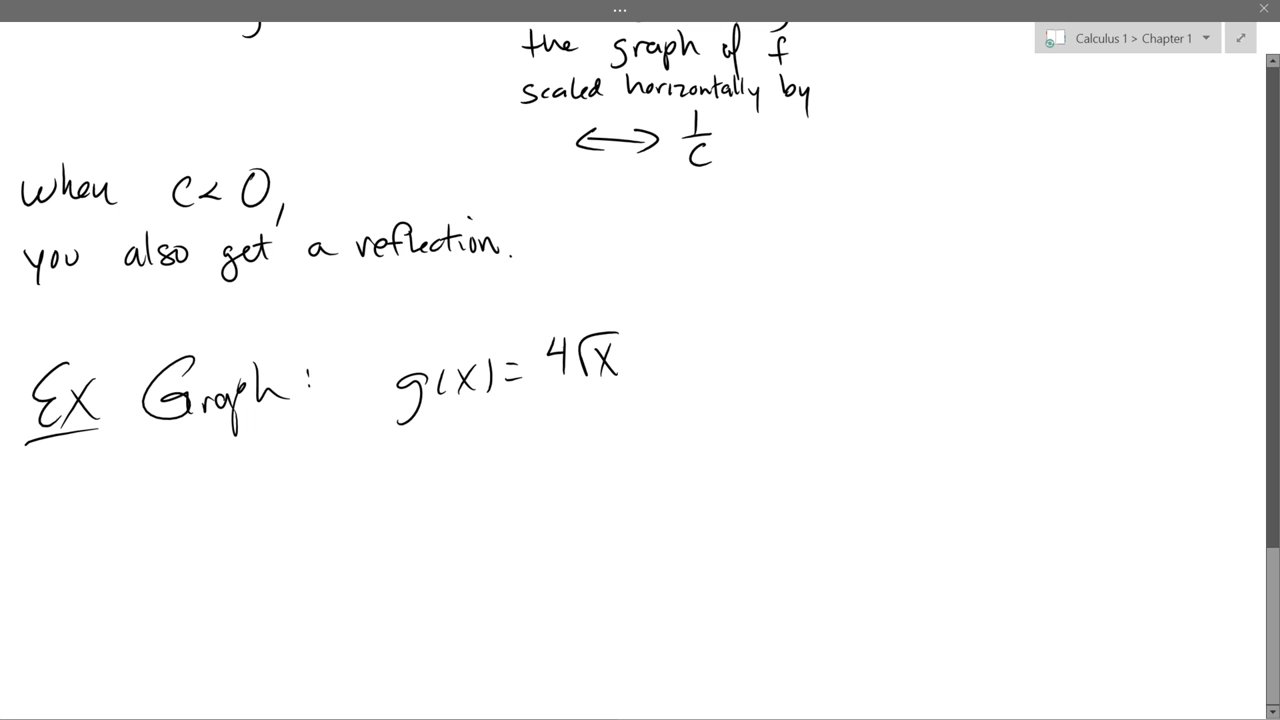 Calculus 1 > Chapter 1
the graph of f
scaled horizontally by
↔ 1/c
When c < 0,
you also get a reflection.
Ex Graph: g(x) = 4√x